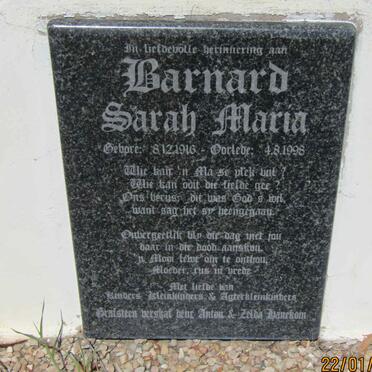 In liefdevolle herinnering aan
Barnard
Sarah Maria
Gebore: 8.12.1916 - Oorlede: 4.8.1998
Wie kan 'n Ma se plek vul?
Wie kan ooit die liefde gee?
Ons berus: dit was God's wil,
want sag het sy heengegaan.
Onvergeetlik bly die dag met jou
daar in die dood aanskou.
'n Mooi lewe om te onthou,
Moeder, rus in vrede
Met liefde van
Kinders Kleinkinders & Agterkleinkinders
Grafsteen verskaf deur Anton & Zelda Hanekom
22/01/